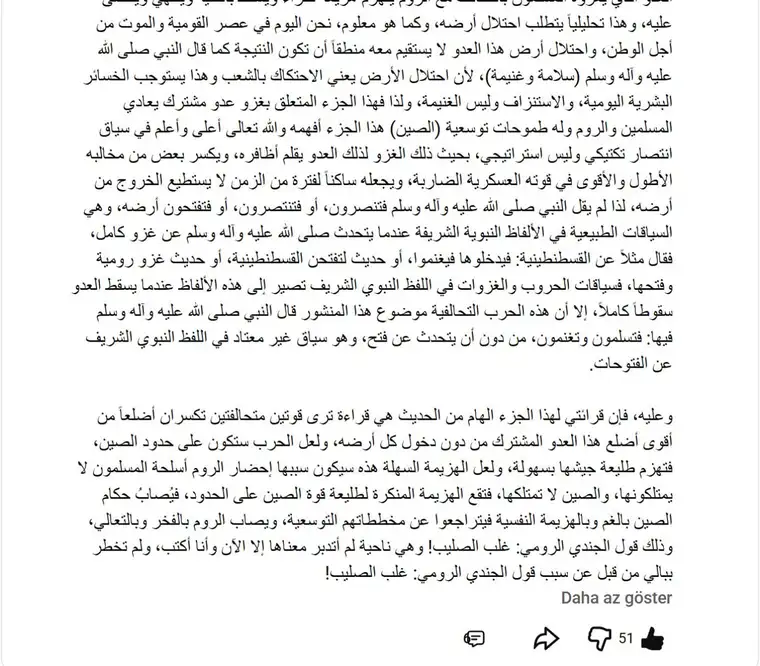 عليه، وهذا تحليلياً يتطلب احتلال أرضه، وكما هو معلوم، نحن اليوم في عصر القومية والموت من
أجل الوطن، واحتلال أرض هذا العدو لا يستقيم معه منطقاً أن تكون النتيجة كما قال النبي صلى الله
عليه وآله وسلم (سلامة وغنيمة)، لأن احتلال الأرض يعني الاحتكاك بالشعب وهذا يستوجب الخسائر
البشرية اليومية، والاستنزاف وليس الغنيمة، ولذا فهذا الجزء المتعلق بغزو عدو مشترك يعادي
المسلمين والروم وله طموحات توسعية (الصين) هذا الجزء أفهمه والله تعالى أعلى وأعلم في سياق
انتصار تكتيكي وليس استراتيجي، بحيث ذلك الغزو لذلك العدو يقلم أظافره، ويكسر بعض من مخالبه
الأطول والأقوى في قوته العسكرية الضاربة، ويجعله ساكناً لفترة من الزمن لا يستطيع الخروج من
أرضه، لذا لم يقل النبي صلى الله عليه وآله وسلم فتنصرون، أو فتنتصرون، أو فتفتحون أرضه، وهي
السياقات الطبيعية في الألفاظ النبوية الشريفة عندما يتحدث صلى الله عليه وآله وسلم عن غزو كامل،
فقال مثلاً عن القسطنطينية: فيدخلوها فيغنموا، أو حديث لتفتحن القسطنطينية، أو حديث غزو رومية
وفتحها، فسياقات الحروب والغزوات في اللفظ النبوي الشريف تصير إلى هذه الألفاظ عندما يسقط العدو
سقوطاً كاملاً، إلا أن هذه الحرب التحالفية موضوع هذا المنشور قال النبي صلى الله عليه وآله وسلم
فيها: فتسلمون وتغنمون، من دون أن يتحدث عن فتح، وهو سياق غير معتاد في اللفظ النبوي الشريف
عن الفتوحات.
وعليه، فإن قرائتي لهذا الجزء الهام من الحديث هي قراءة ترى قوتين متحالفتين تكسران أضلعاً من
أقوى أضلع هذا العدو المشترك من دون دخول كل أرضه، ولعل الحرب ستكون على حدود الصين،
فتهزم طليعة جيشها بسهولة، ولعل الهزيمة السهلة هذه سيكون سببها إحضار الروم أسلحة المسلمون لا
يمتلكونها، والصين لا تمتلكها، فتقع الهزيمة المنكرة لطليعة قوة الصين على الحدود، فيُصابُ حكام
الصين بالغم وبالهزيمة النفسية فيتراجعوا عن مخططاتهم التوسعية، ويصاب الروم بالفخر وبالتعالي،
وذلك قول الجندي الرومي: غلب الصليب! وهي ناحية لم أتدبر معناها إلا الآن وأنا أكتب، ولم تخطر
ببالي من قبل عن سبب قول الجندي الرومي: غلب الصليب!
Daha az göster
51